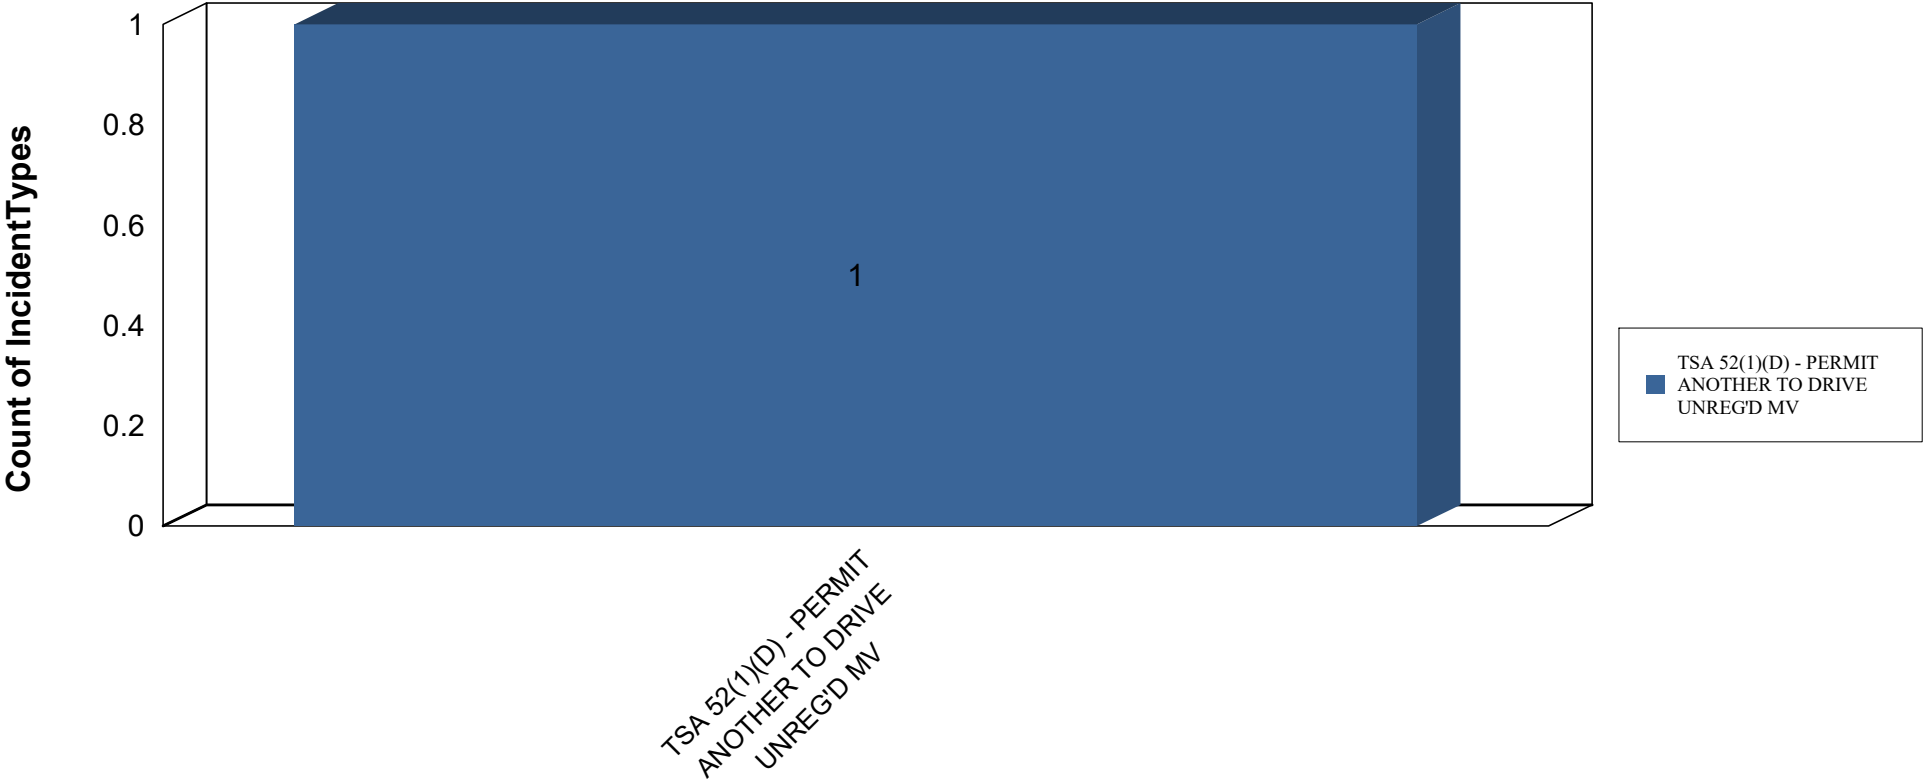 Count of IncidentTypes
1
0.8
0.6
0.4
0.2
0
1
TSA 52(1)(D) - PERMIT
ANOTHER TO DRIVE
UNREG'D MV
TSA 52(1)(D) - PERMIT
ANOTHER TO DRIVE
UNREG'D MV